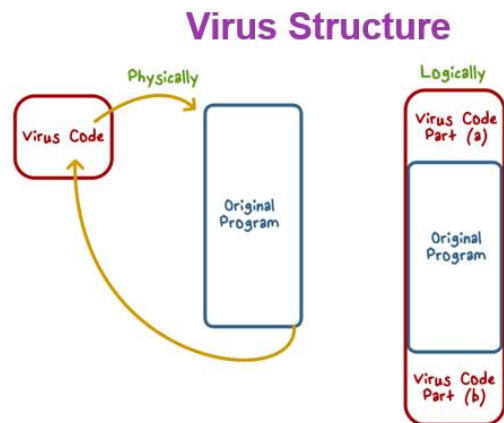 Virus Structure
Physically
Virus Code
Original
Program
Logically
Virus Code
Part (a)
Original
Program
Virus Code
Part (b)